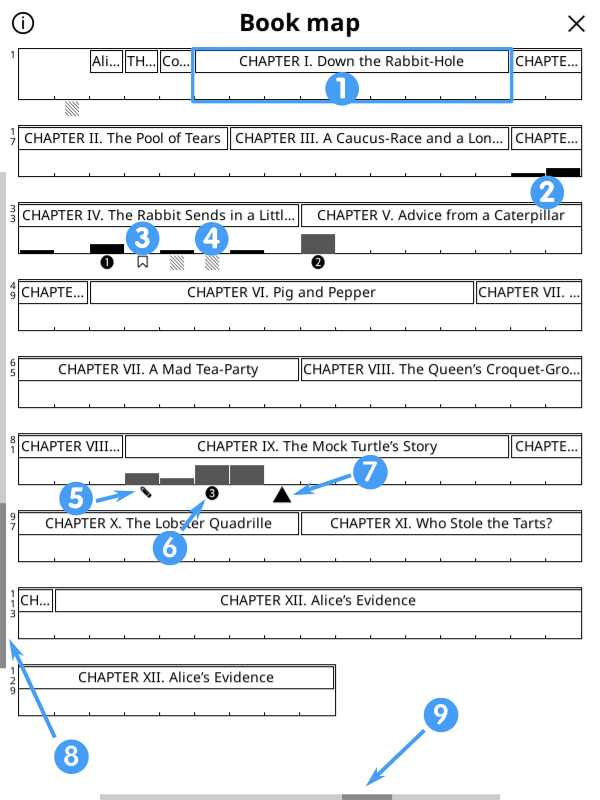 Book map
1
Ali...
TH...
Co...
CHAPTER I. Down the Rabbit-Hole
CHAPTE...
1
17
CHAPTER II. The Pool of Tears
CHAPTER III. A Caucus-Race and a Lon...
CHAPTE...
2
33
CHAPTER IV. The Rabbit Sends in a Littl...
CHAPTER V. Advice from a Caterpillar
3
4
1
2
49
CHAPTE...
CHAPTER VI. Pig and Pepper
CHAPTER VII. ...
65
CHAPTER VII. A Mad Tea-Party
CHAPTER VIII. The Queen’s Croquet-Gro...
81
CHAPTER VIII...
CHAPTER IX. The Mock Turtle’s Story
CHAPTE...
7
5
3
6
97
CHAPTER X. The Lobster Quadrille
CHAPTER XI. Who Stole the Tarts?
113
CH...
CHAPTER XII. Alice’s Evidence
129
CHAPTER XII. Alice’s Evidence
8
9